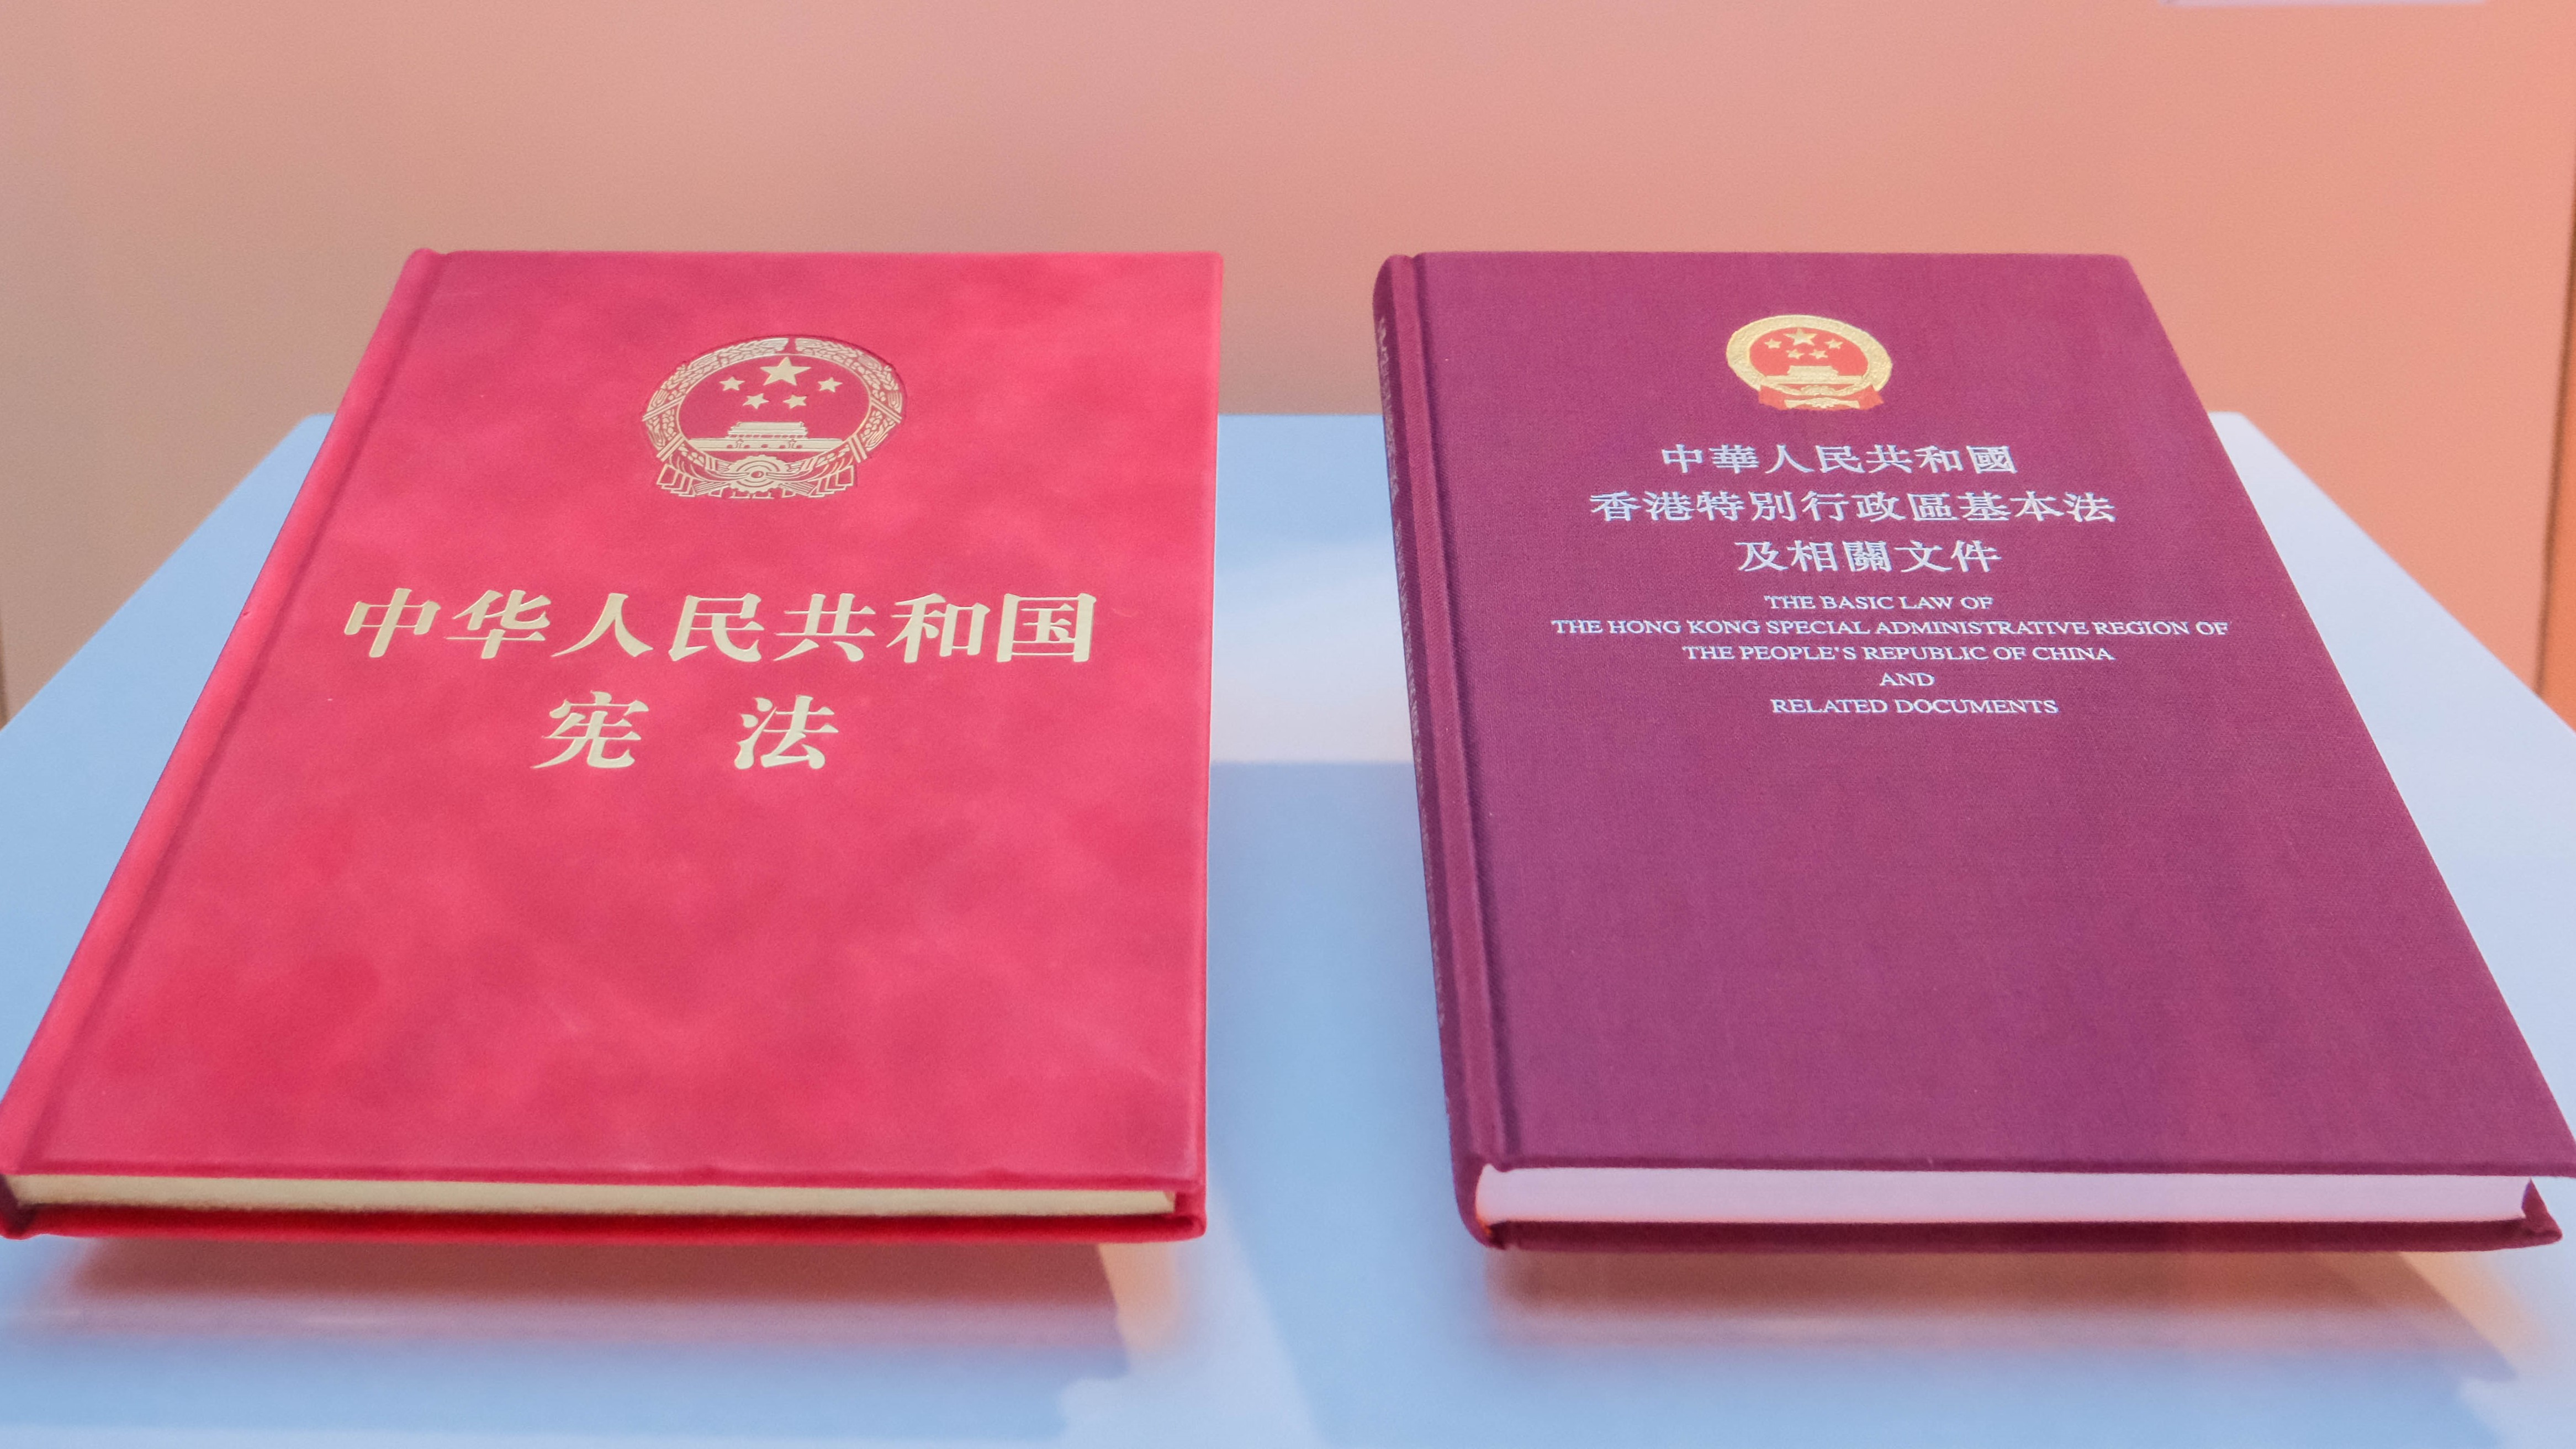 中华人民共和国
宪 法
中華人民共和國
香港特別行政區基本法
及相關文件
THE BASIC LAW OF
THE HONG KONG SPECIAL ADMINISTRATIVE REGION OF
THE PEOPLE'S REPUBLIC OF CHINA
AND
RELATED DOCUMENTS